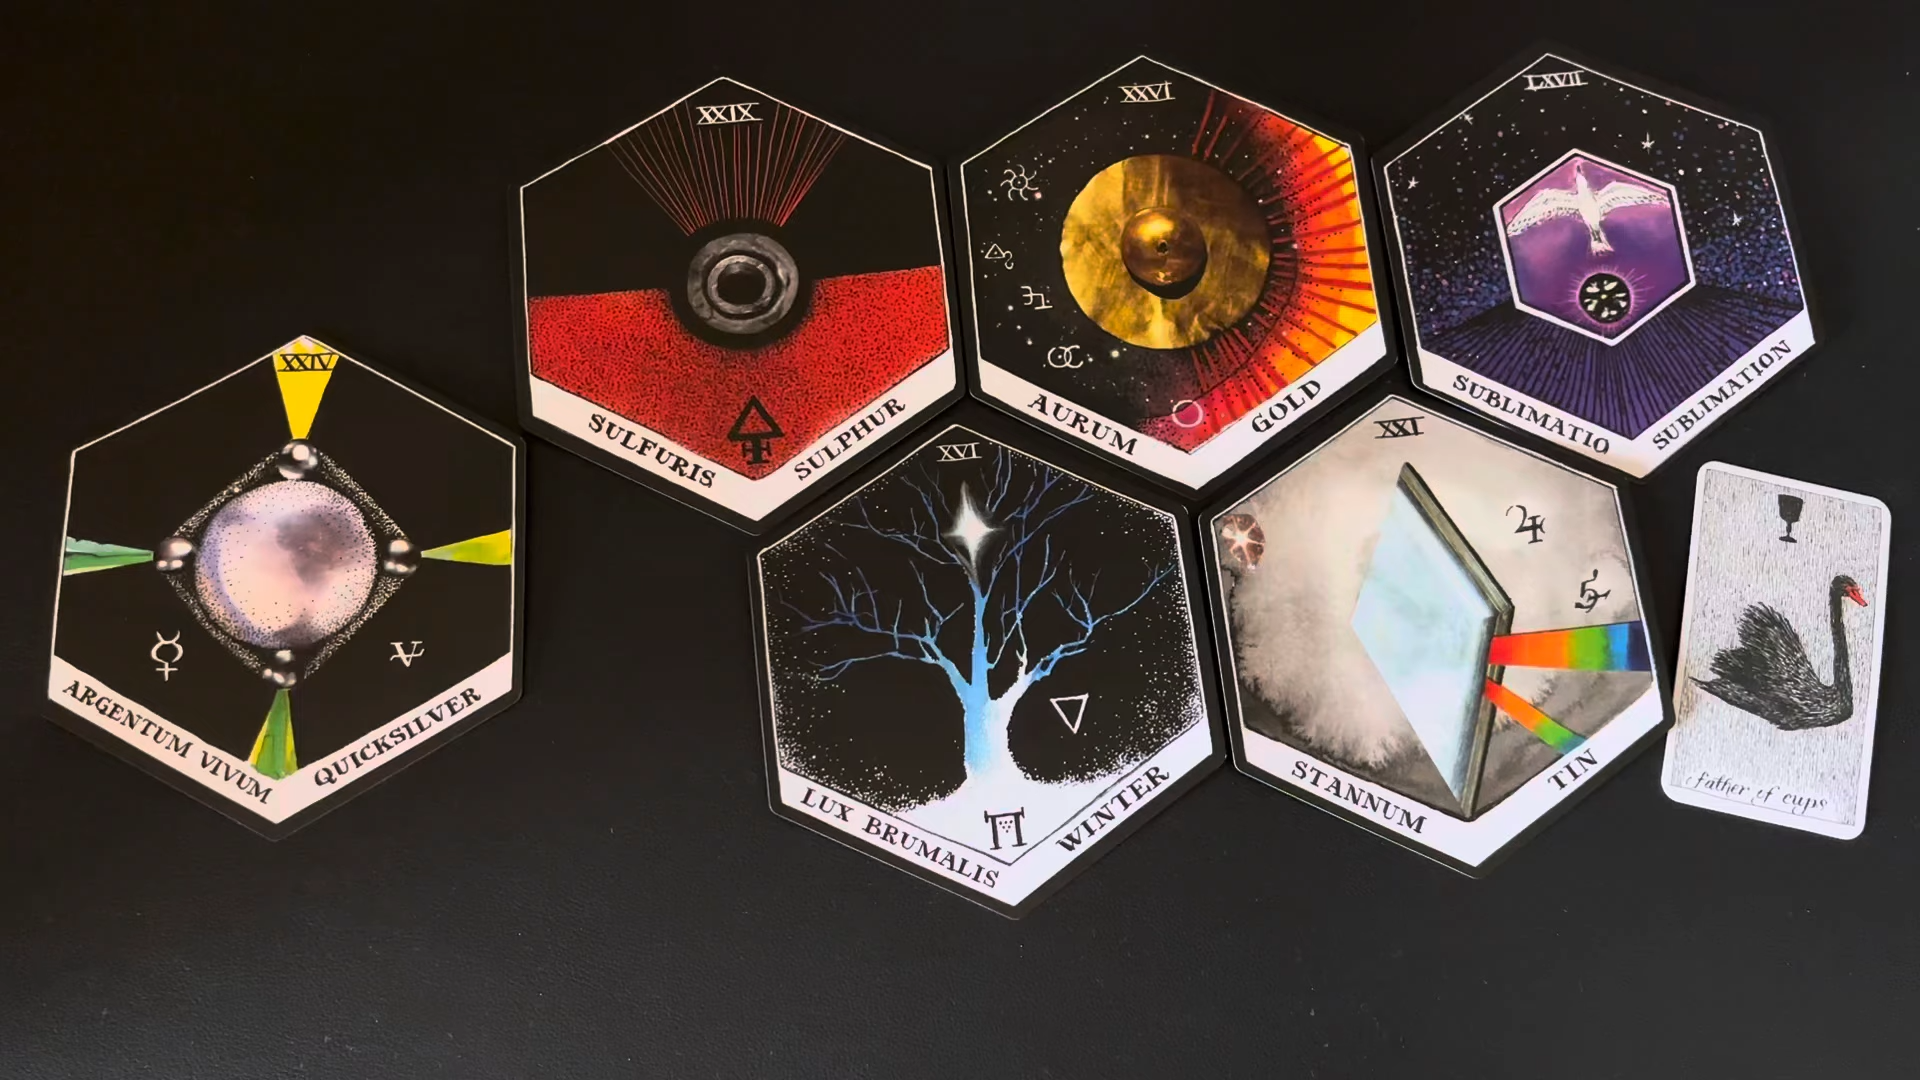 XXIV
ARGENTUM VIVUM
QUICKSILVER
XXIX
SULFURIS
SULPHUR
XXVI
AURUM
GOLD
LXVII
SUBLIMATIO
SUBLIMATION
XVI
LUX BRUMALIS
WINTER
XXI
STANNUM
TIN
father of cups